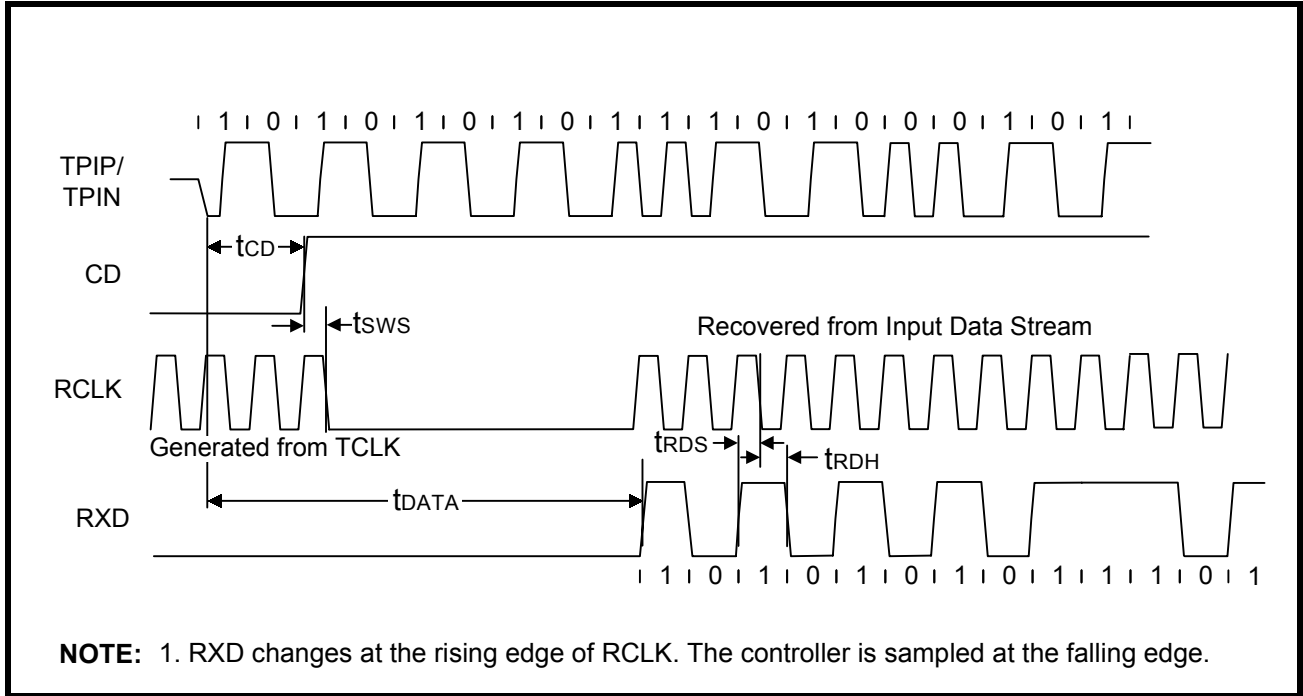 1 0 1 0 1 0 1 0 1 1 1 0 1 0 0 0 1 0 1
TPIP/
TPIN
tCD
CD
tSWS
Recovered from Input Data Stream
RCLK
Generated from TCLK
tRDS
tRDH
tDATA
RXD
1 0 1 0 1 0 1 0 1 1 1 0 1
NOTE: 1. RXD changes at the rising edge of RCLK. The controller is sampled at the falling edge.